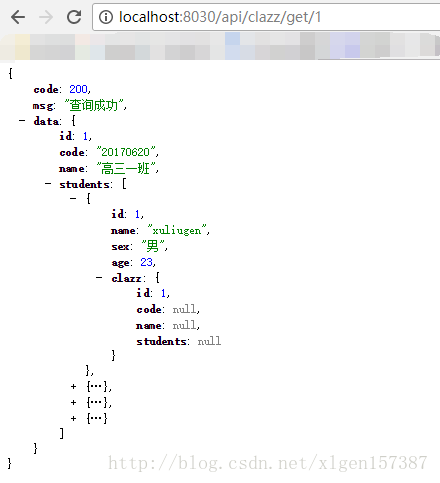 localhost:8030/api/clazz/get/1
{
code: 200,
msg: "查询成功",
- data: {
id: 1,
code: "20170620",
name: "高三一班",
- students: [
- {
id: 1,
name: "xuliugen",
sex: "男",
age: 23,
- clazz: {
id: 1,
code: null,
name: null,
students: null
}
},
+ {…},
+ {…},
+ {…}
]
}
}
http://blog.csdn.net/xlgen157387